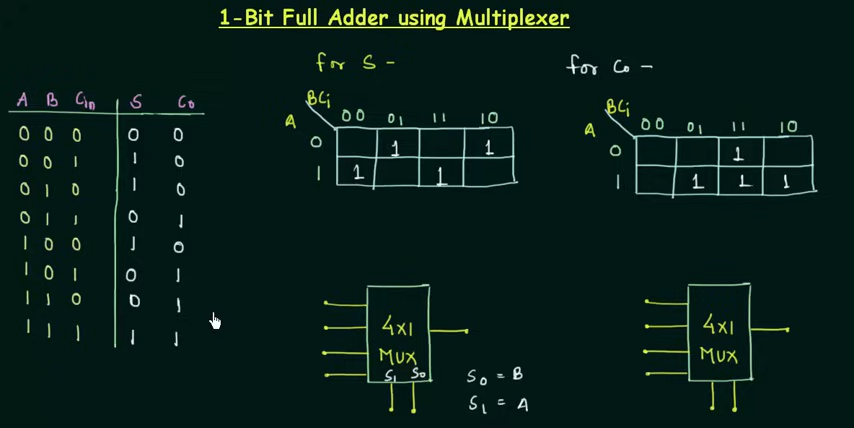 1-Bit Full Adder using Multiplexer
for S -
for Co -
A B Cin S Co
0 0 0 0 0
0 0 1 1 0
0 1 0 1 0
0 1 1 0 1
1 0 0 1 0
1 0 1 0 1
1 1 0 0 1
1 1 1 1 1
BCi
A 00 01 11 10
0 1 1
1 1 1
BCi
A 00 01 11 10
0 1
1 1 1 1
4x1
MUX
S1 S0
S0 = B
S1 = A
4x1
MUX